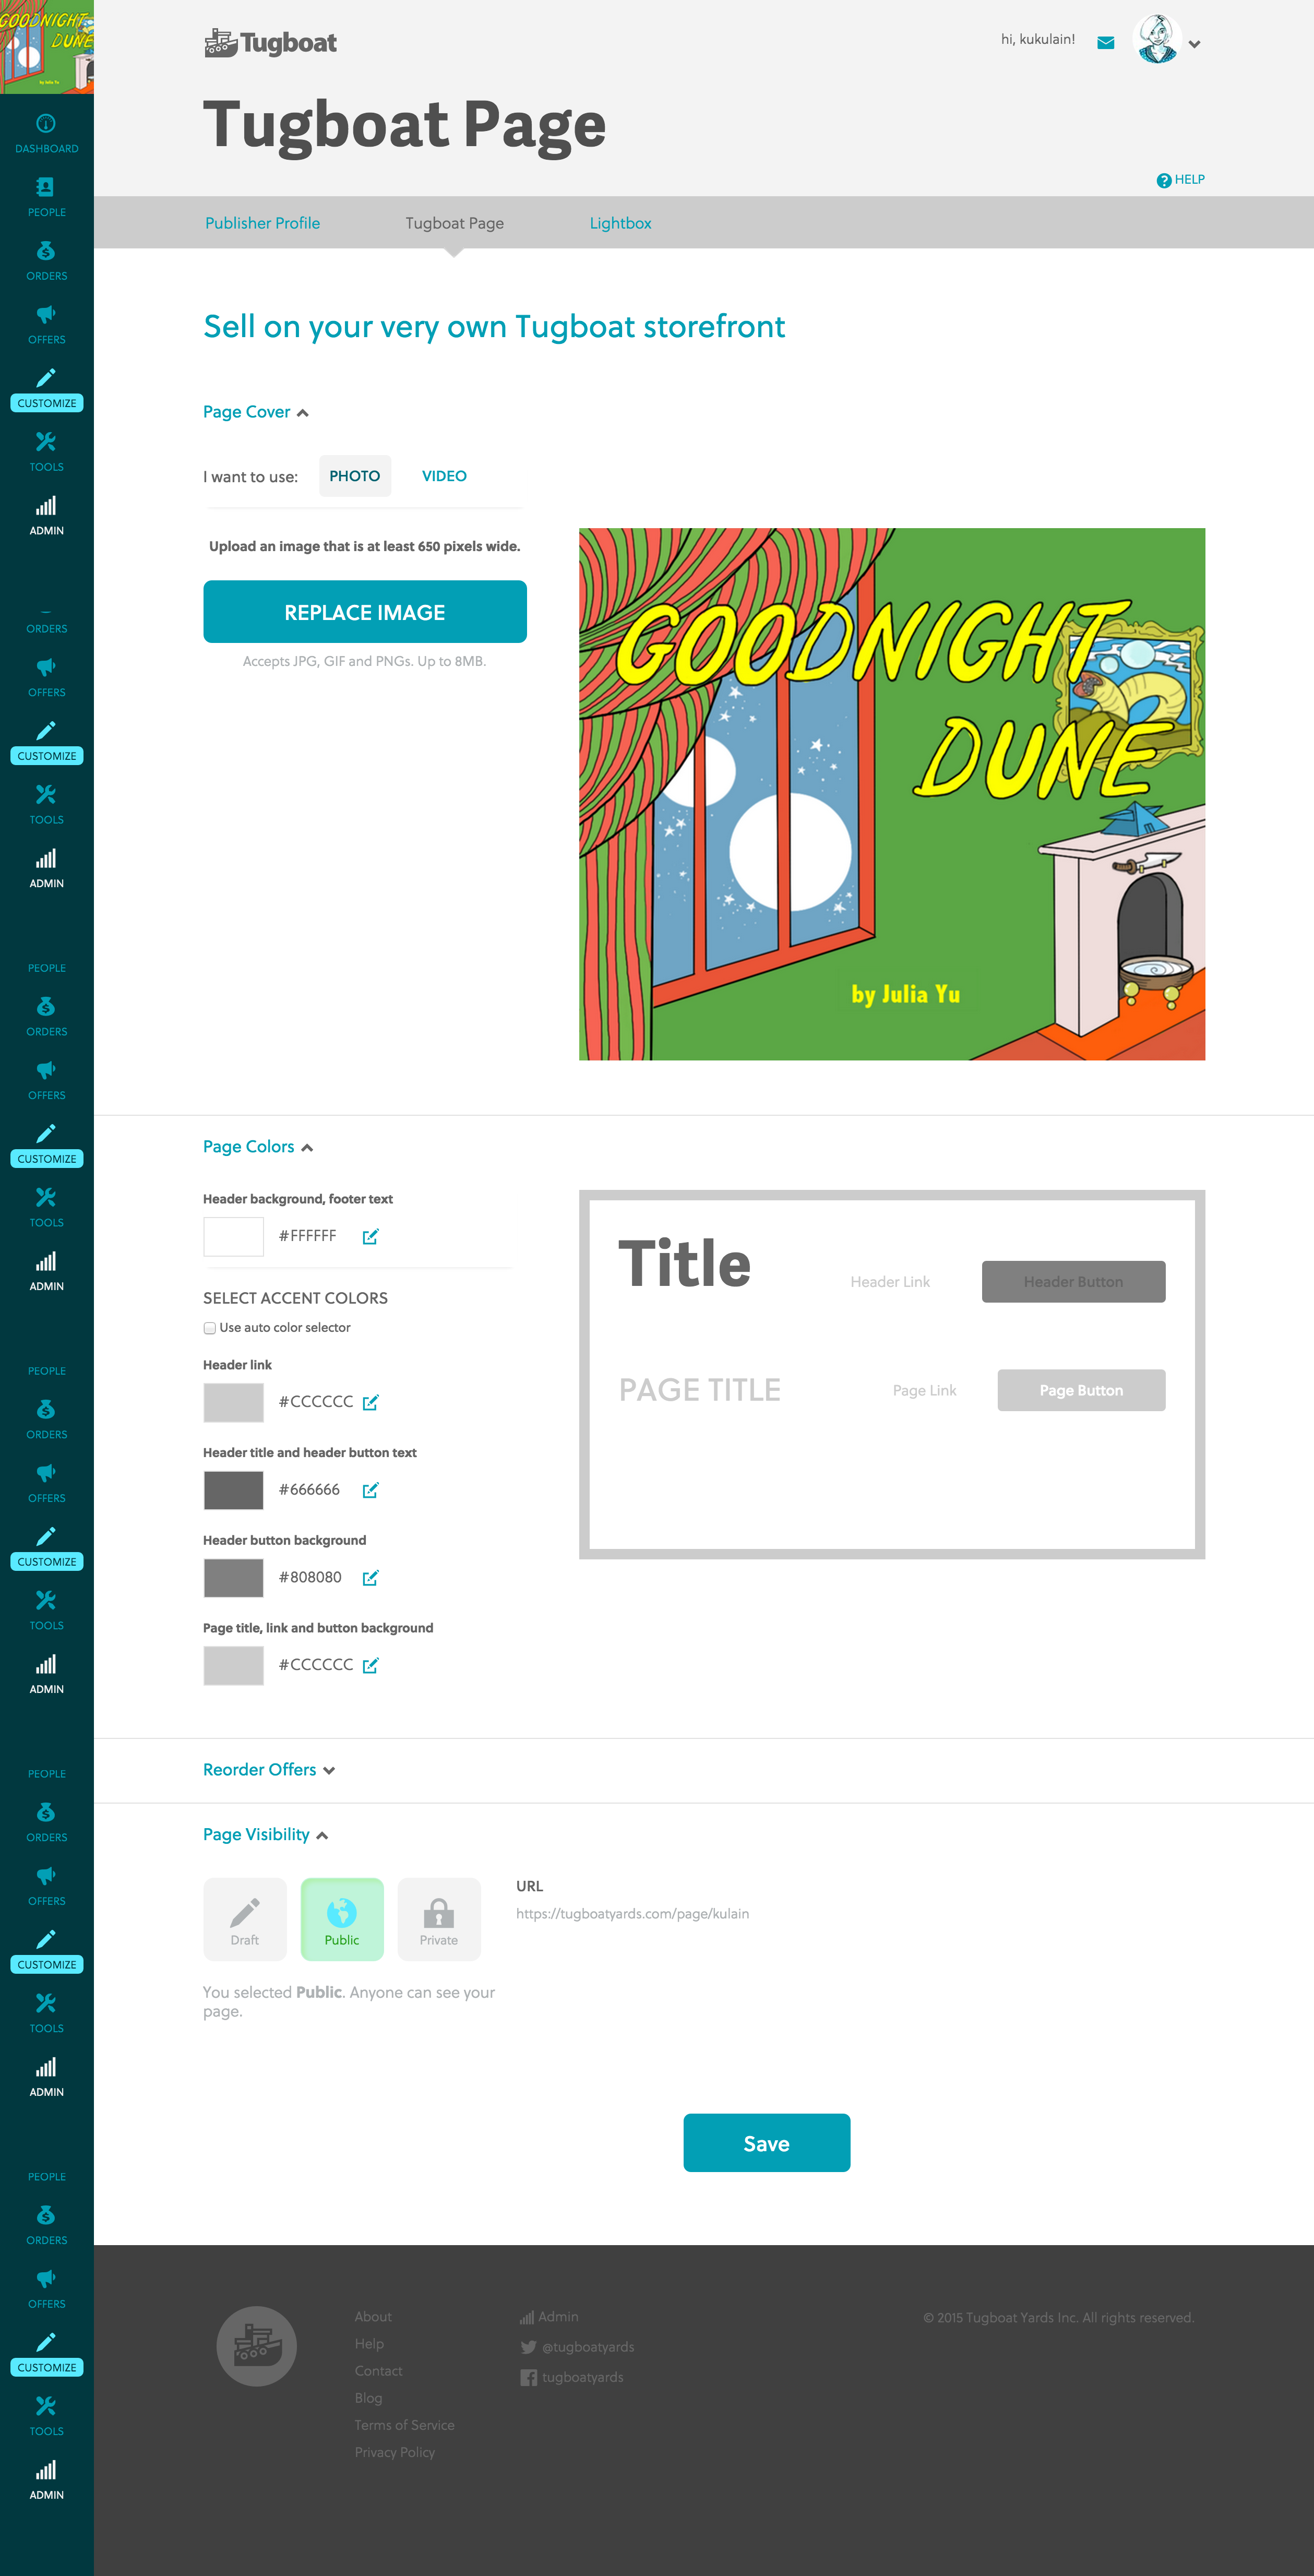 GOODNIGHT
DUNE
by Julia Yu
DASHBOARD
PEOPLE
ORDERS
OFFERS
CUSTOMIZE
TOOLS
ADMIN
ORDERS
OFFERS
CUSTOMIZE
TOOLS
ADMIN
PEOPLE
ORDERS
OFFERS
CUSTOMIZE
TOOLS
ADMIN
PEOPLE
ORDERS
OFFERS
CUSTOMIZE
TOOLS
ADMIN
PEOPLE
ORDERS
OFFERS
CUSTOMIZE
TOOLS
ADMIN
PEOPLE
ORDERS
OFFERS
CUSTOMIZE
TOOLS
ADMIN
Tugboat
hi, kukulain!
Tugboat Page
HELP
Publisher Profile
Tugboat Page
Lightbox
Sell on your very own Tugboat storefront
Page Cover
I want to use:
PHOTO
VIDEO
Upload an image that is at least 650 pixels wide.
REPLACE IMAGE
Accepts JPG, GIF and PNGs. Up to 8MB.
GOODNIGHT
DUNE
by Julia Yu
Page Colors
Header background, footer text
#FFFFFF
SELECT ACCENT COLORS
Use auto color selector
Header link
#CCCCCC
Header title and header button text
#666666
Header button background
#808080
Page title, link and button background
#CCCCCC
Title
Header Link
Header Button
PAGE TITLE
Page Link
Page Button
Reorder Offers
Page Visibility
Draft
Public
Private
URL
https://tugboatyards.com/page/kulain
You selected Public. Anyone can see your
page.
Save
About
Help
Contact
Blog
Terms of Service
Privacy Policy
Admin
@tugboatyards
tugboatyards
© 2015 Tugboat Yards Inc. All rights reserved.